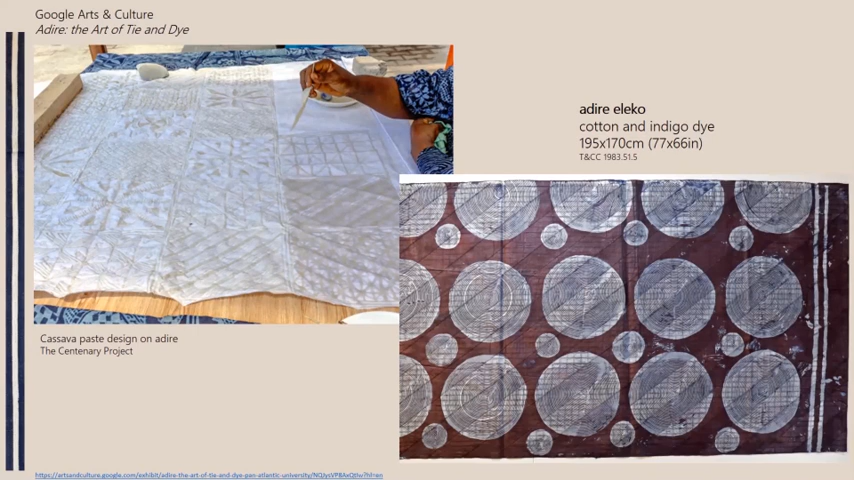 Google Arts & Culture
Adire: the Art of Tie and Dye
adire eleko
cotton and indigo dye
195x170cm (77x66in)
T&CC 1983.51.5
Cassava paste design on adire
The Centenary Project